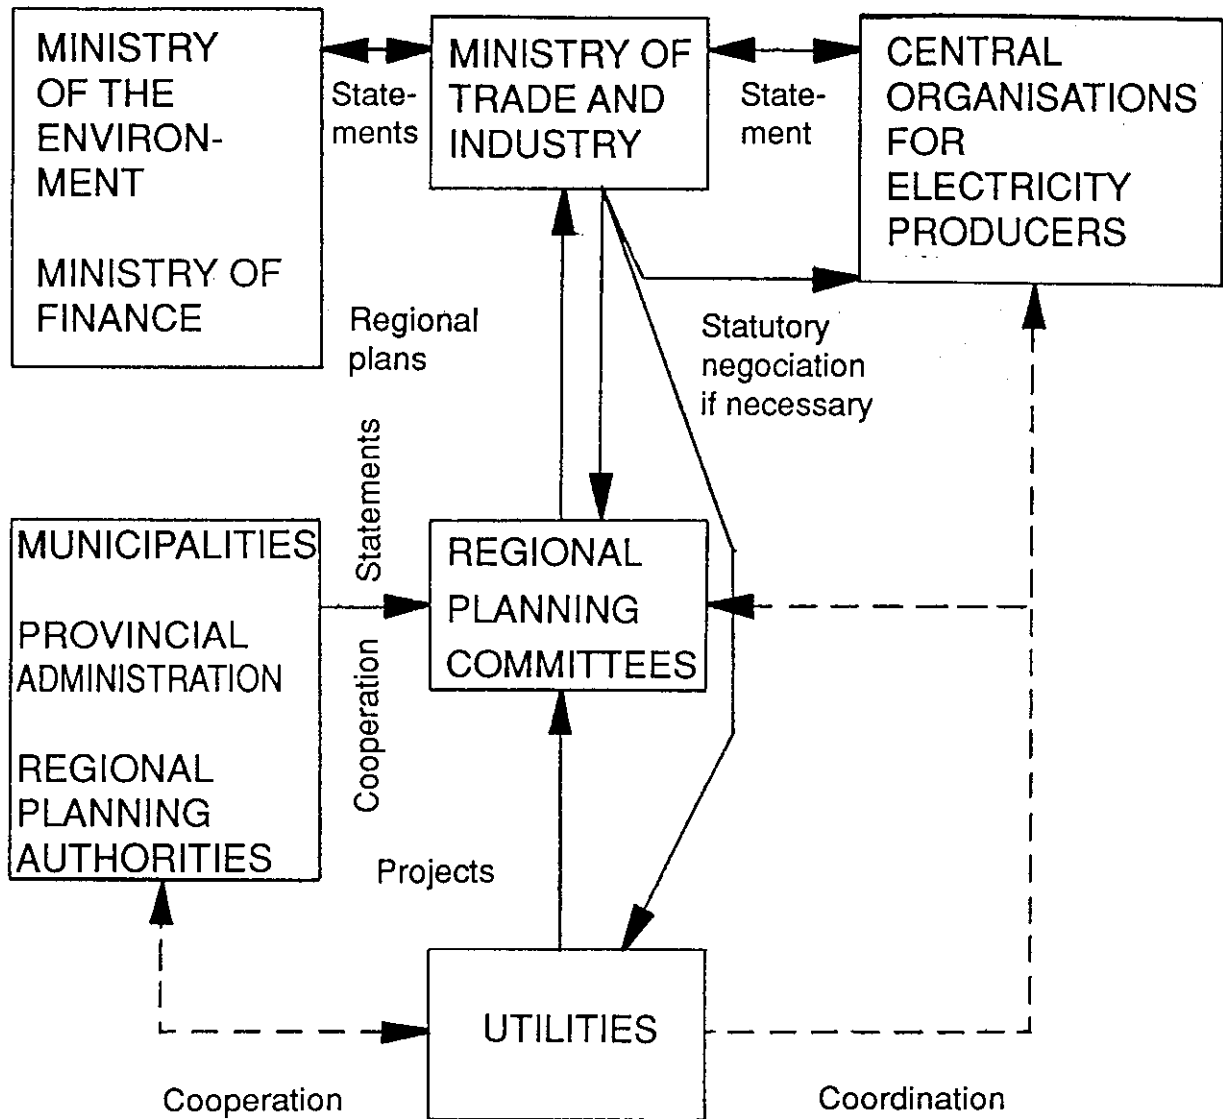 MINISTRY
OF THE
ENVIRON-
MENT
MINISTRY OF
FINANCE
State-
ments
MINISTRY OF
TRADE AND
INDUSTRY
State-
ment
CENTRAL
ORGANISATIONS
FOR
ELECTRICITY
PRODUCERS
Regional
plans
Statutory
negociation
if necessary
MUNICIPALITIES
PROVINCIAL
ADMINISTRATION
REGIONAL
PLANNING
AUTHORITIES
Statements
Cooperation
REGIONAL
PLANNING
COMMITTEES
Projects
UTILITIES
Cooperation
Coordination